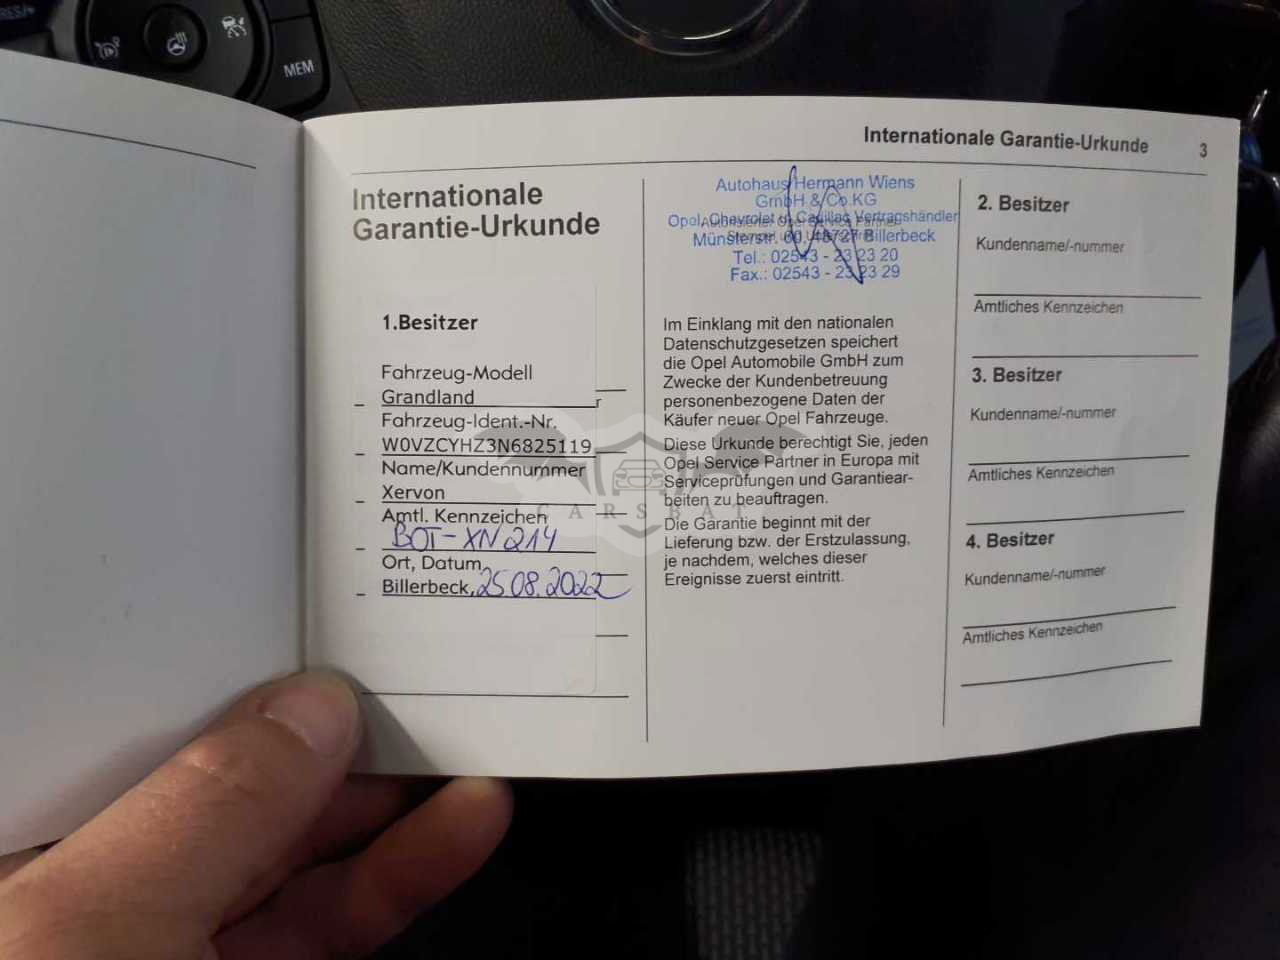 MEM
Internationale Garantie-Urkunde 3
Internationale
Garantie-Urkunde
1.Besitzer
Fahrzeug-Modell
Grandland
Fahrzeug-Ident.-Nr.
W0VZCYHZ3N6825119
Name/Kundennummer
Xervon
Amtl. Kennzeichen
BOT-XN214
Ort, Datum
Billerbeck, 25.08.2022
Autohaus Hermann Wiens
GmbH & Co.KG
Opel, Chevrolet u. Cadillac Vertragshändler
Münsterstr. 60, 48727 Billerbeck
Tel.: 02543 - 23 23 20
Fax.: 02543 - 23 23 29
Im Einklang mit den nationalen
Datenschutzgesetzen speichert
die Opel Automobile GmbH zum
Zwecke der Kundenbetreuung
personenbezogene Daten der
Käufer neuer Opel Fahrzeuge.
Diese Urkunde berechtigt Sie, jeden
Opel Service Partner in Europa mit
Serviceprüfungen und Garantiear-
beiten zu beauftragen.
Die Garantie beginnt mit der
Lieferung bzw. der Erstzulassung,
je nachdem, welches dieser
Ereignisse zuerst eintritt.
2. Besitzer
Kundenname/-nummer
Amtliches Kennzeichen
3. Besitzer
Kundenname/-nummer
Amtliches Kennzeichen
4. Besitzer
Kundenname/-nummer
Amtliches Kennzeichen
CARSBAT